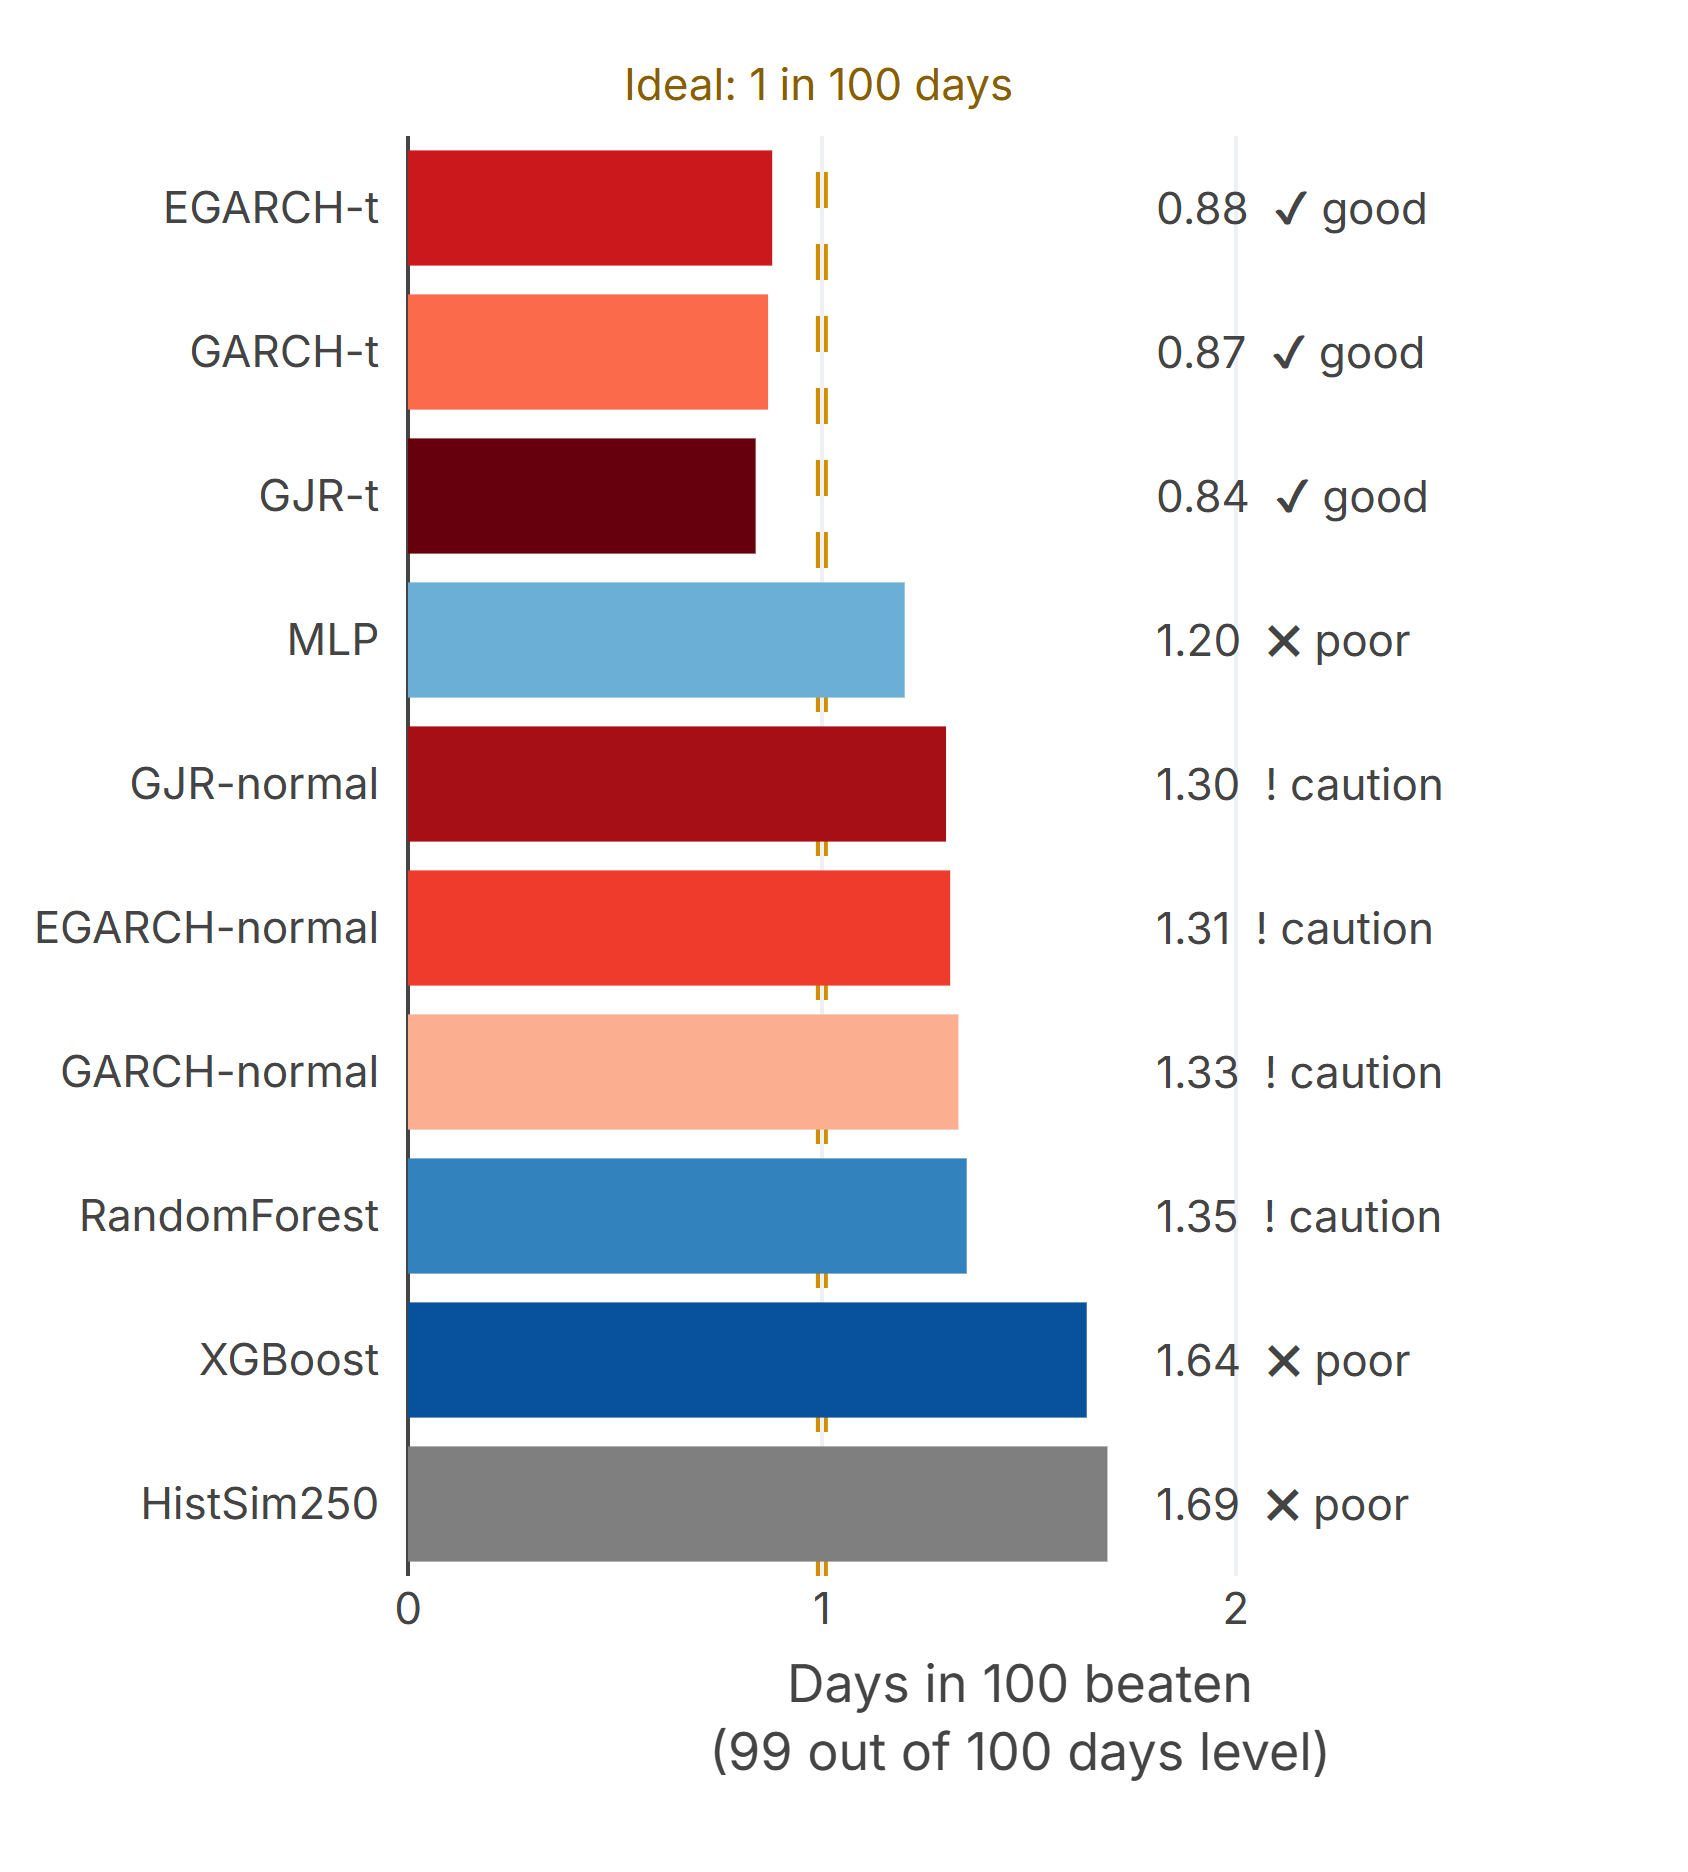 Ideal: 1 in 100 days
EGARCH-t 0.88 ✓ good
GARCH-t 0.87 ✓ good
GJR-t 0.84 ✓ good
MLP 1.20 ✕ poor
GJR-normal 1.30 ! caution
EGARCH-normal 1.31 ! caution
GARCH-normal 1.33 ! caution
RandomForest 1.35 ! caution
XGBoost 1.64 ✕ poor
HistSim250 1.69 ✕ poor
0 1 2
Days in 100 beaten
(99 out of 100 days level)